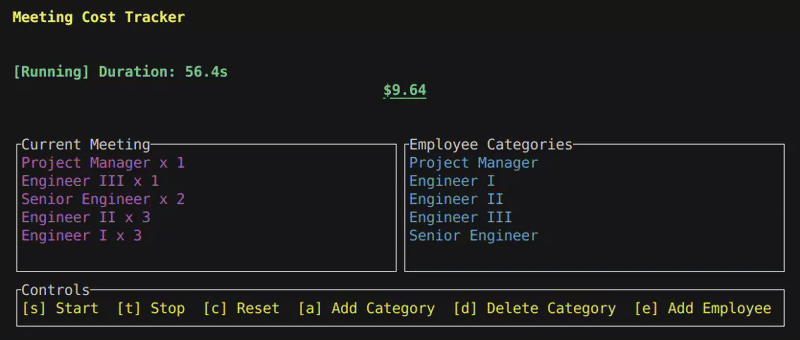 Meeting Cost Tracker
[Running] Duration: 56.4s
$9.64
Current Meeting
Project Manager x 1
Engineer III x 1
Senior Engineer x 2
Engineer II x 3
Engineer I x 3
Employee Categories
Project Manager
Engineer I
Engineer II
Engineer III
Senior Engineer
Controls
[s] Start  [t] Stop  [c] Reset  [a] Add Category  [d] Delete Category  [e] Add Employee